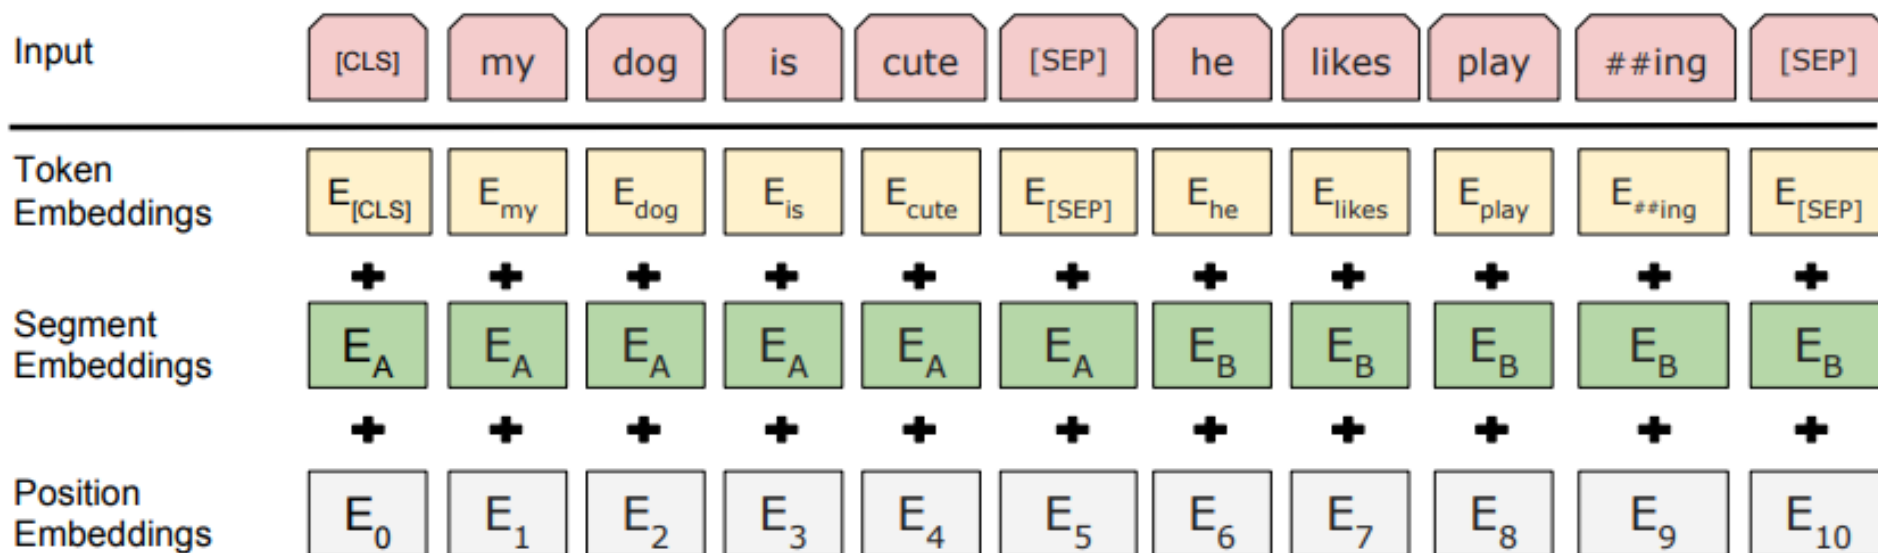 Input [CLS] my dog is cute [SEP] he likes play ##ing [SEP]
Token Embeddings E[CLS] Emy Edog Eis Ecute E[SEP] Ehe Elikes Eplay E##ing E[SEP]
+ + + + + + + + + + +
Segment Embeddings EA EA EA EA EA EA EB EB EB EB EB
+ + + + + + + + + + +
Position Embeddings E0 E1 E2 E3 E4 E5 E6 E7 E8 E9 E10